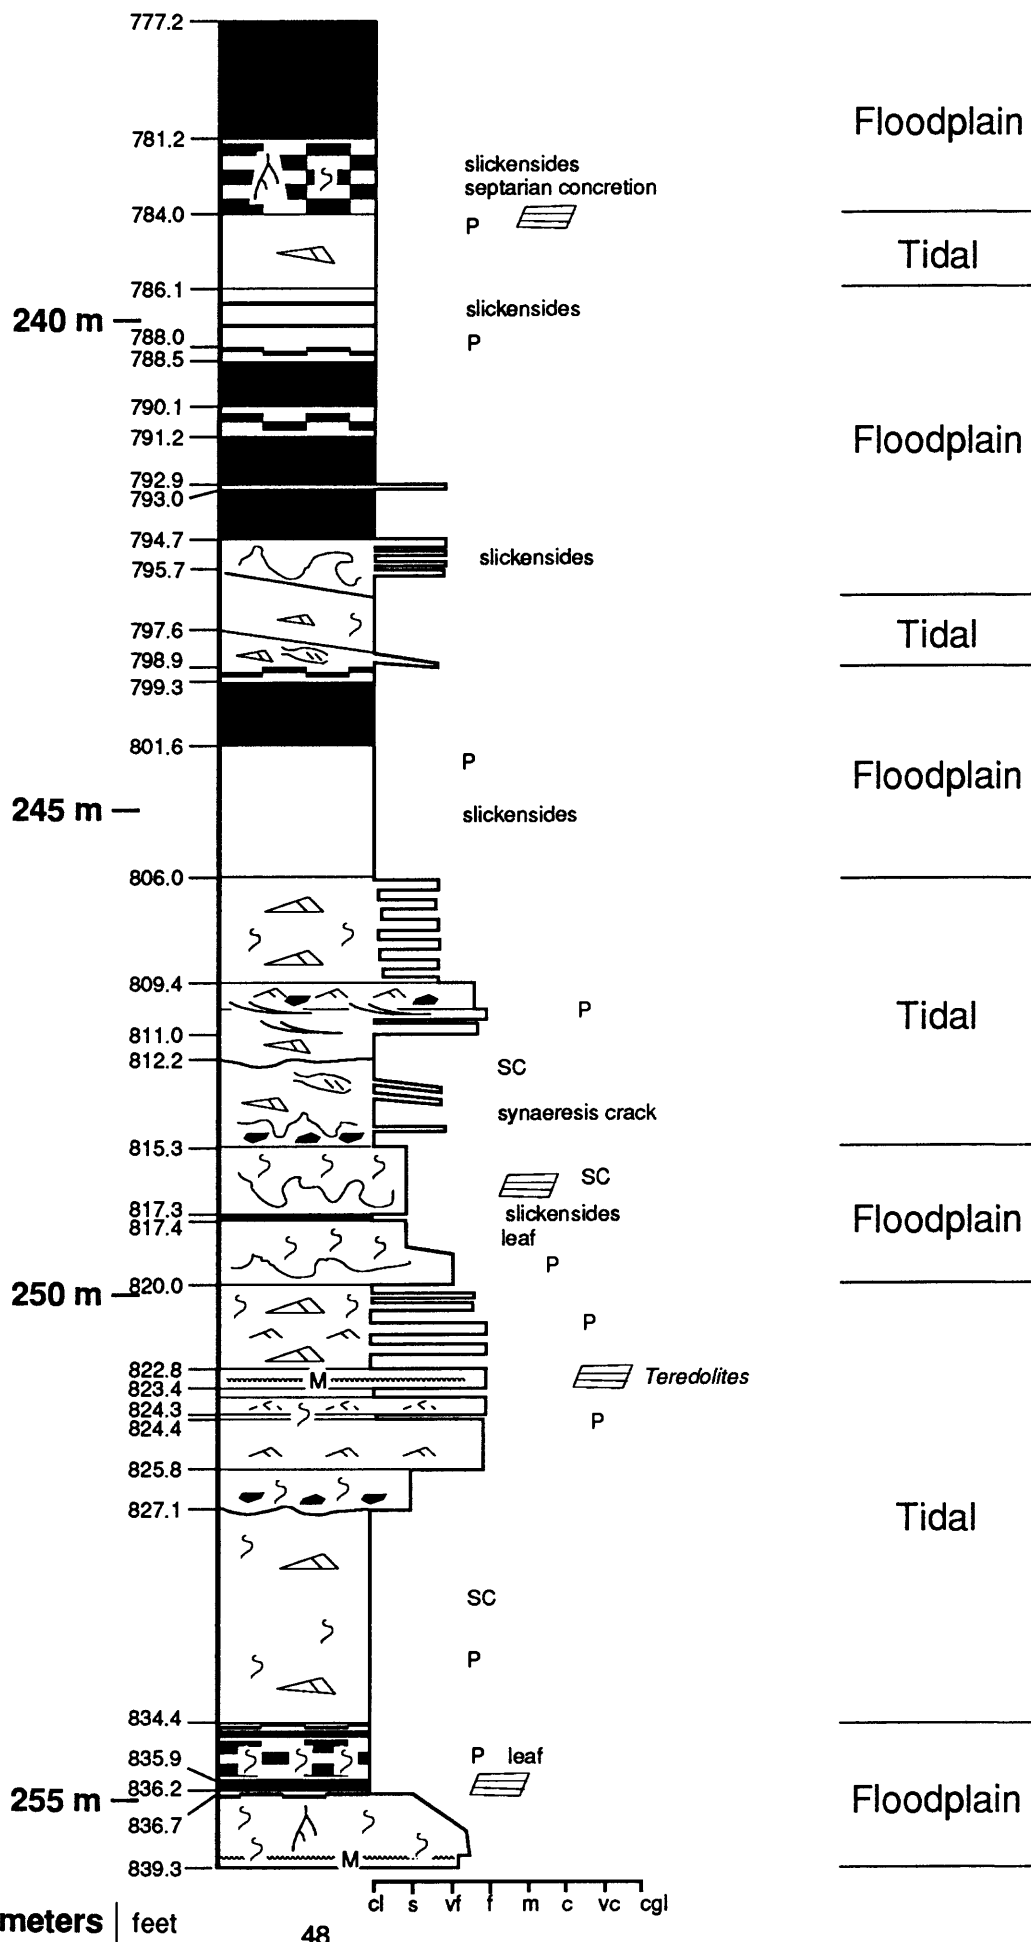 777.2
Floodplain
781.2
slickensides
septarian concretion
784.0
P
Tidal
786.1
slickensides
240 m
788.0
P
788.5
790.1
Floodplain
791.2
792.9
793.0
794.7
slickensides
795.7
797.6
Tidal
798.9
799.3
801.6
P
Floodplain
245 m
slickensides
806.0
809.4
P
Tidal
811.0
812.2
SC
synaeresis crack
815.3
SC
817.3
slickensides
817.4
Floodplain
leaf
P
820.0
250 m
P
822.8
M
Teredolites
823.4
824.3
P
824.4
825.8
827.1
Tidal
SC
P
834.4
835.9
P leaf
836.2
255 m
Floodplain
836.7
M
839.3
cl s vf f m c vc cgl
meters feet
48